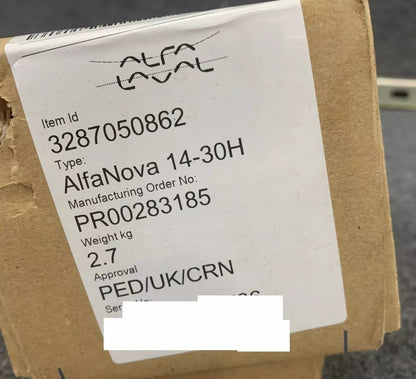 ALFA
LAVAL
Item Id
3287050862
Type:
AlfaNova 14-30H
Manufacturing Order No:
PR00283185
Weight kg
2.7
Approval
PED/UK/CRN